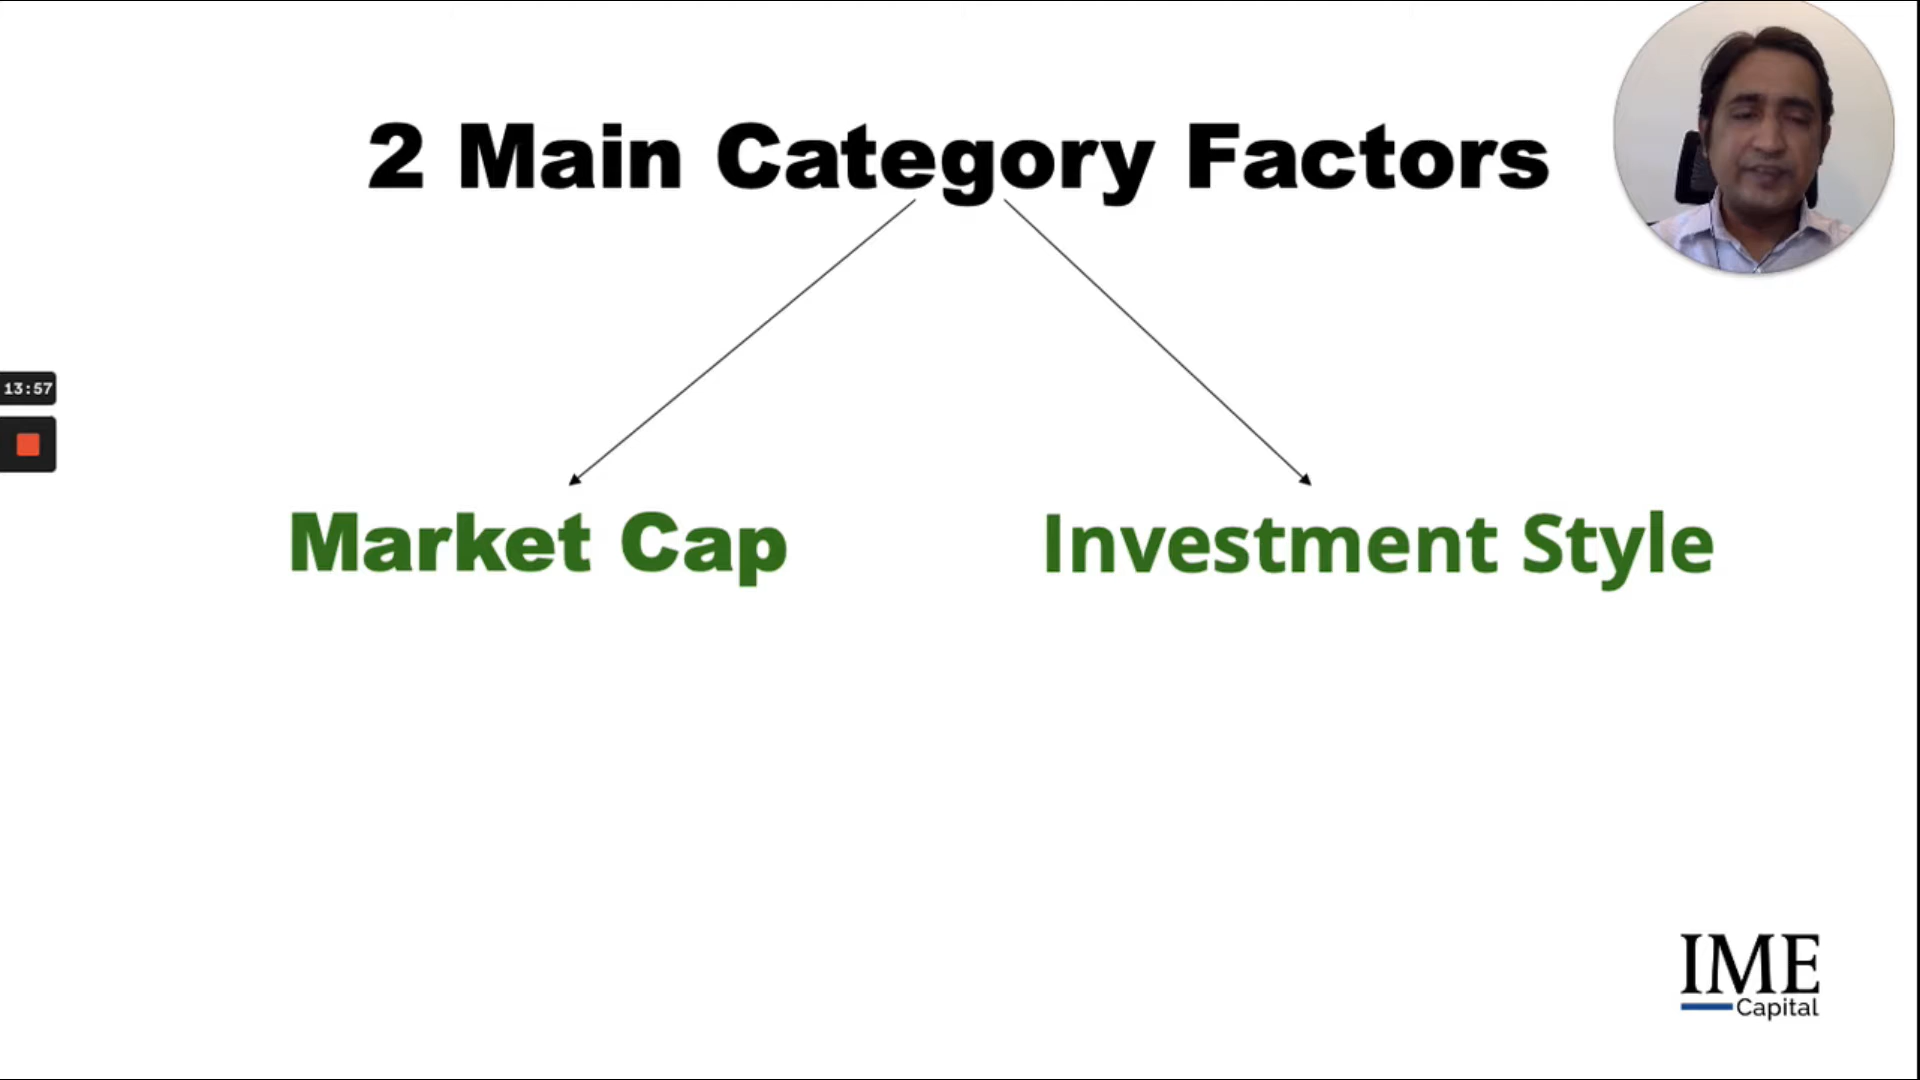 2 Main Category Factors
13:57
Market Cap
Investment Style
IME
Capital